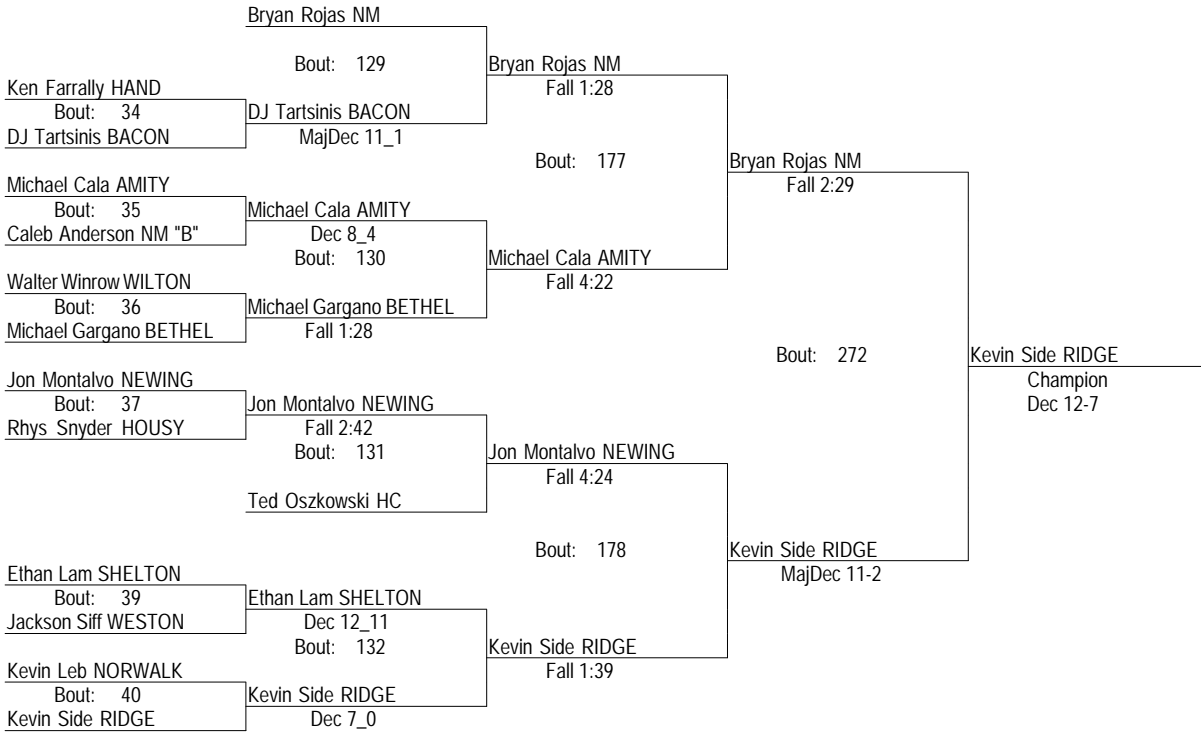 Bryan Rojas NM
Bout: 129
Bryan Rojas NM
Fall 1:28
Ken Farrally HAND
Bout: 34
DJ Tartsinis BACON
DJ Tartsinis BACON
MajDec 11_1
Bout: 177
Bryan Rojas NM
Fall 2:29
Michael Cala AMITY
Bout: 35
Caleb Anderson NM "B"
Michael Cala AMITY
Dec 8_4
Bout: 130
Michael Cala AMITY
Fall 4:22
Walter Winrow WILTON
Bout: 36
Michael Gargano BETHEL
Michael Gargano BETHEL
Fall 1:28
Bout: 272
Kevin Side RIDGE
Champion
Dec 12-7
Jon Montalvo NEWING
Bout: 37
Rhys Snyder HOUSY
Jon Montalvo NEWING
Fall 2:42
Bout: 131
Jon Montalvo NEWING
Fall 4:24
Ted Oszkowski HC
Bout: 178
Kevin Side RIDGE
MajDec 11-2
Ethan Lam SHELTON
Bout: 39
Jackson Siff WESTON
Ethan Lam SHELTON
Dec 12_11
Bout: 132
Kevin Side RIDGE
Fall 1:39
Kevin Leb NORWALK
Bout: 40
Kevin Side RIDGE
Kevin Side RIDGE
Dec 7_0